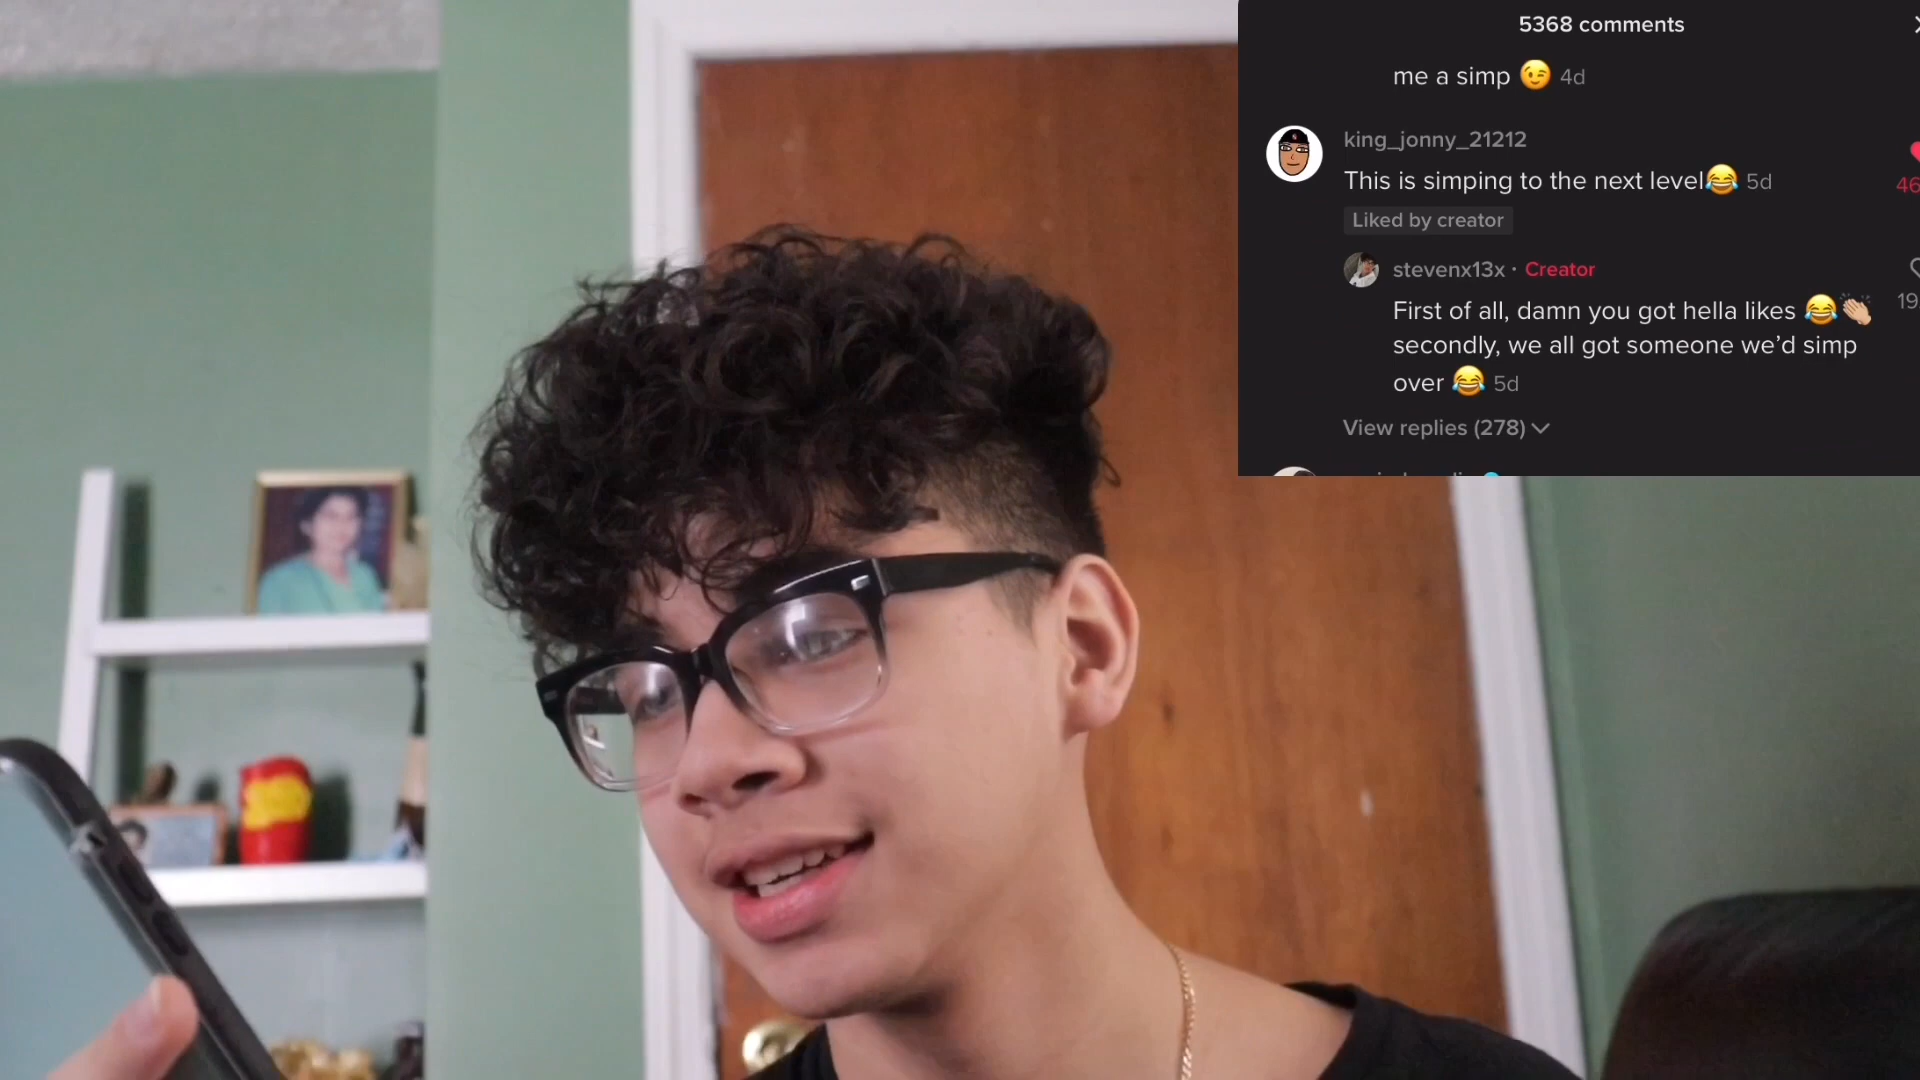 5368 comments
me a simp 😉 4d
king_jonny_21212
This is simping to the next level😂 5d
Liked by creator
stevenx13x · Creator
First of all, damn you got hella likes 😂👏🏼
secondly, we all got someone we’d simp
over 😂 5d
View replies (278)